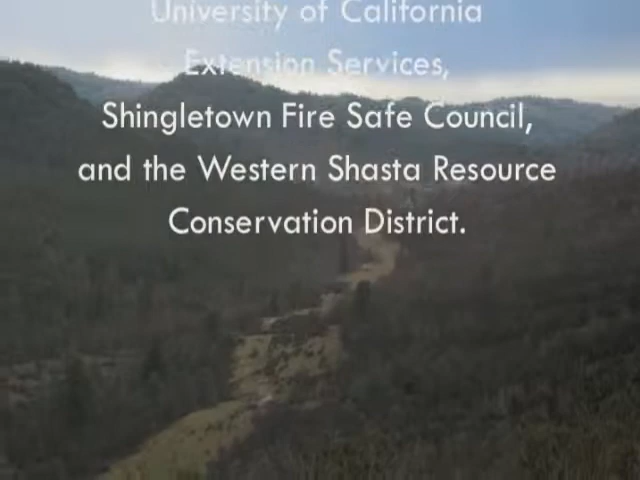 University of California
Extension Services,
Shingletown Fire Safe Council,
and the Western Shasta Resource
Conservation District.